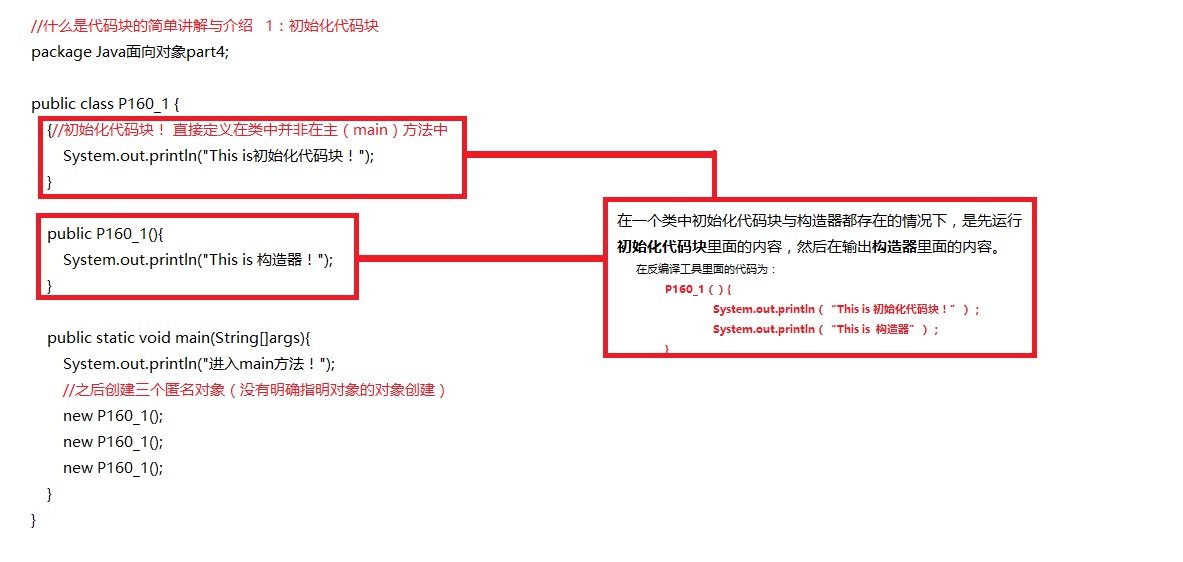 //什么是代码块的简单讲解与介绍   1：初始化代码块
package Java面向对象part4;
public class P160_1 {
{//初始化代码块！ 直接定义在类中并非在主（main）方法中
System.out.println("This is初始化代码块！");
}
public P160_1(){
System.out.println("This is 构造器！");
}
public static void main(String[]args){
System.out.println("进入main方法！");
//之后创建三个匿名对象（没有明确指明对象的对象创建）
new P160_1();
new P160_1();
new P160_1();
}
}
在一个类中初始化代码块与构造器都存在的情况下，是先运行
初始化代码块里面的内容，然后在输出构造器里面的内容。
在反编译工具里面的代码为：
P160_1（）{
System.out.println（ “This is 初始化代码块！”）；
System.out.println（ “This is  构造器”）；
}